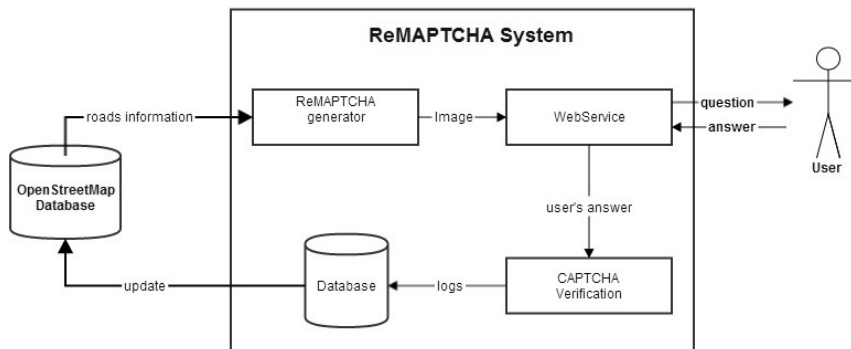 ReMAPTCHA System
roads information
ReMAPTCHA
generator
Image
WebService
question
answer
User
OpenStreetMap
Database
user's answer
update
Database
logs
CAPTCHA
Verification